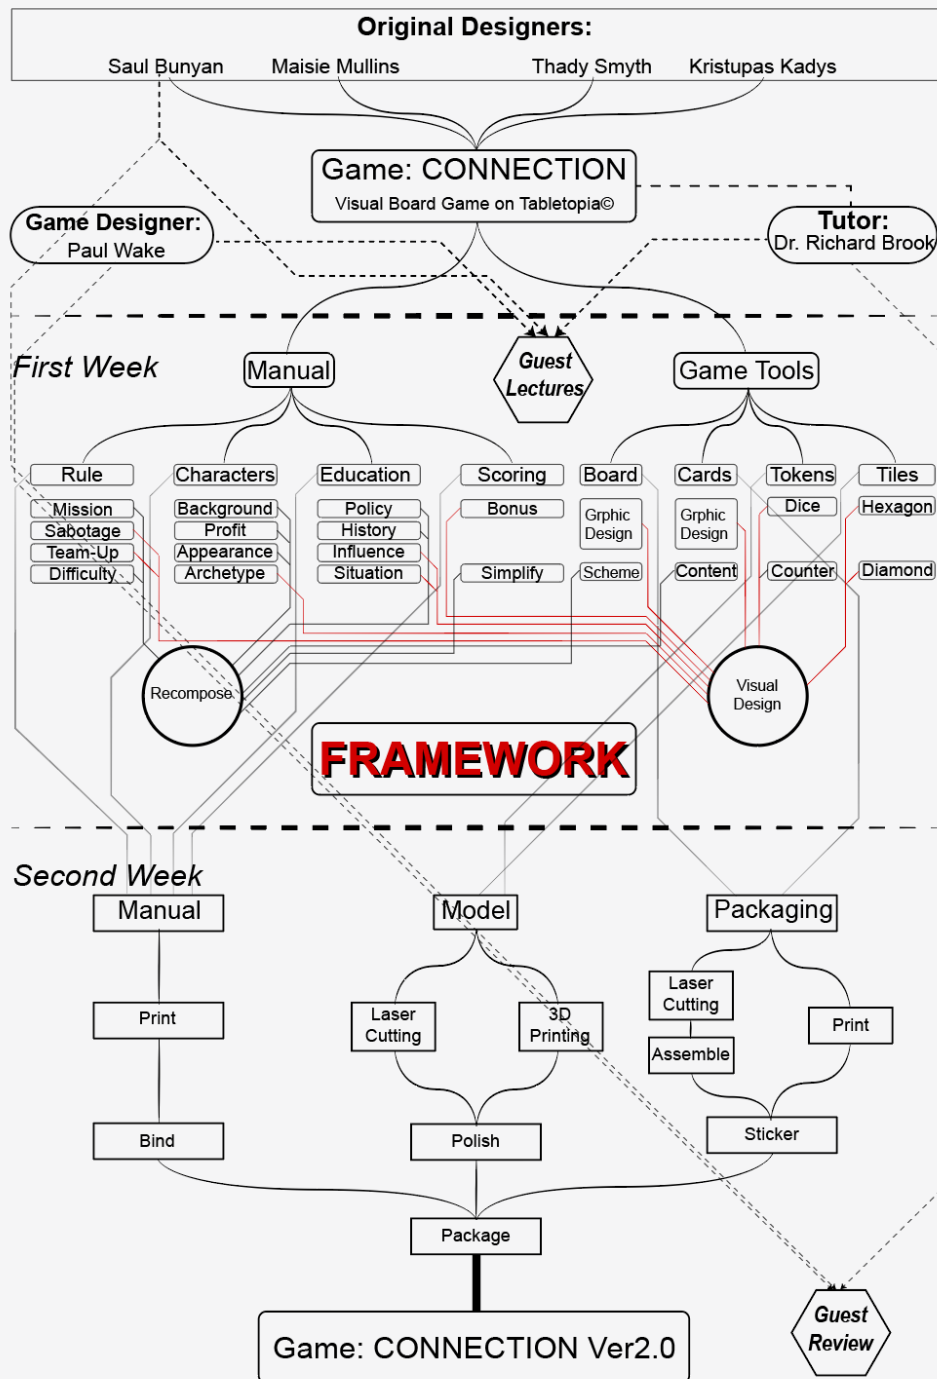 Original Designers:
Saul Bunyan Maisie Mullins Thady Smyth Kristupas Kadys
Game: CONNECTION
Visual Board Game on Tabletopia©
Game Designer:
Paul Wake
Tutor:
Dr. Richard Brook
First Week
Manual
Guest
Lectures
Game Tools
Rule Characters Education Scoring Board Cards Tokens Tiles
Mission Background Policy Bonus Grphic Design Grphic Design Dice Hexagon
Sabotage Profit History
Team-Up Appearance Influence
Difficulty Archetype Situation Simplify Scheme Content Counter Diamond
Recompose
Visual
Design
FRAMEWORK
Second Week
Manual Model Packaging
Laser
Cutting
Print
Laser
Cutting
3D
Printing
Print
Assemble
Bind Polish Sticker
Package
Guest
Review
Game: CONNECTION Ver2.0